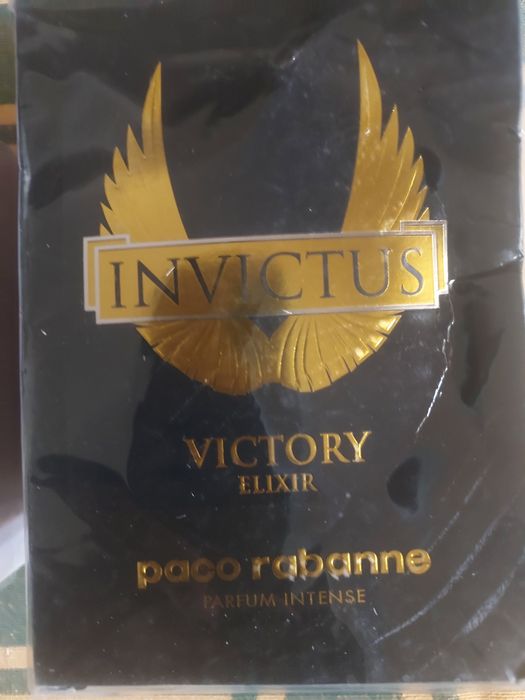 INVICTUS
VICTORY
ELIXIR
paco rabanne
PARFUM INTENSE